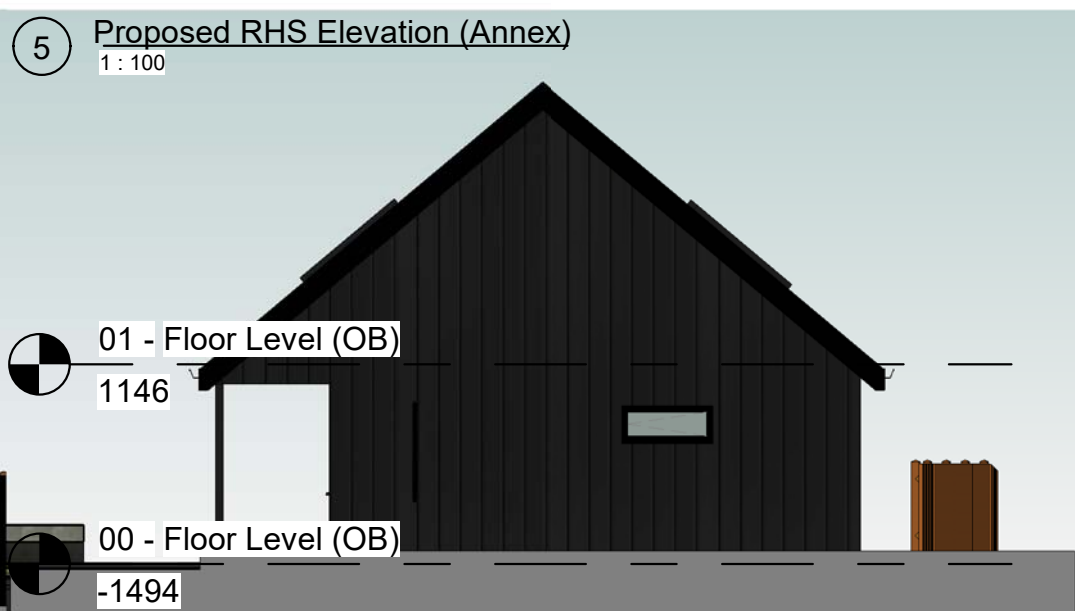 5
Proposed RHS Elevation (Annex)
1 : 100
01 - Floor Level (OB)
1146
00 - Floor Level (OB)
-1494